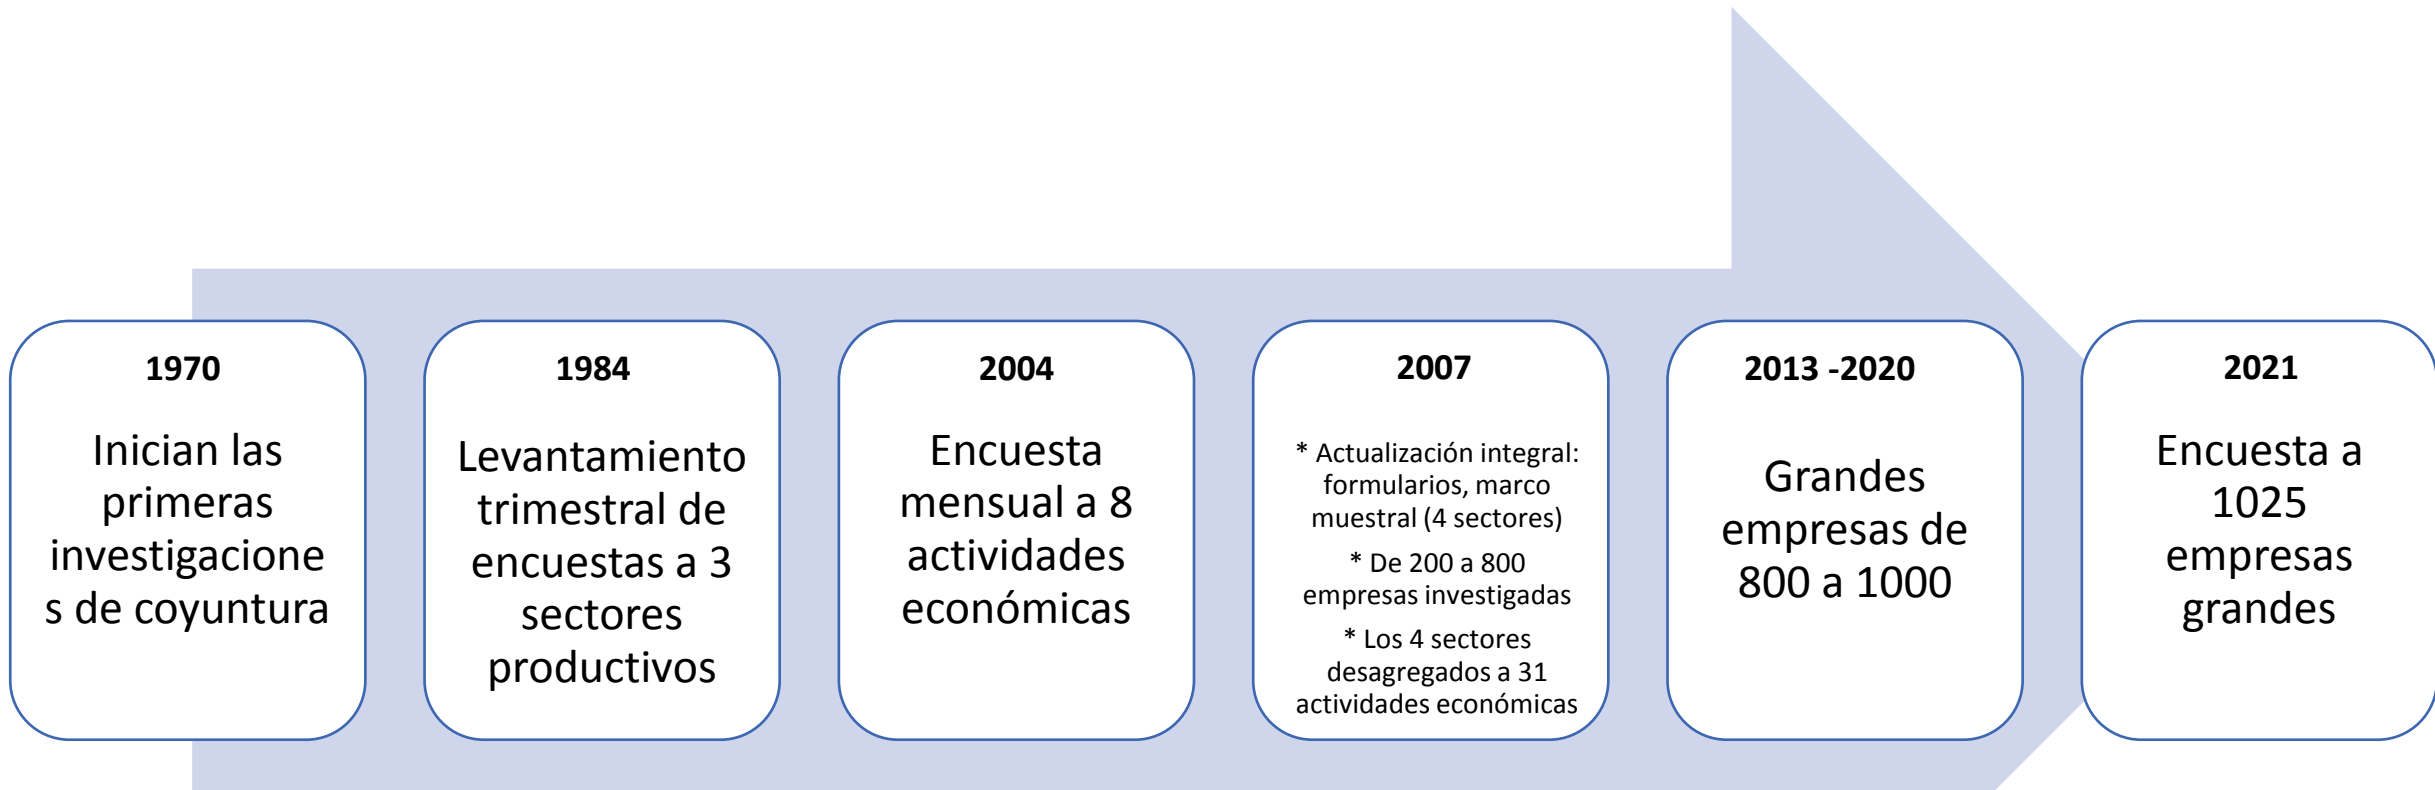 1970
Inician las
primeras
investigacione
s de coyuntura
1984
Levantamiento
trimestral de
encuestas a 3
sectores
productivos
2004
Encuesta
mensual a 8
actividades
económicas
2007
* Actualización integral:
formularios, marco
muestral (4 sectores)
* De 200 a 800
empresas investigadas
* Los 4 sectores
desagregados a 31
actividades económicas
2013 -2020
Grandes
empresas de
800 a 1000
2021
Encuesta a
1025
empresas
grandes